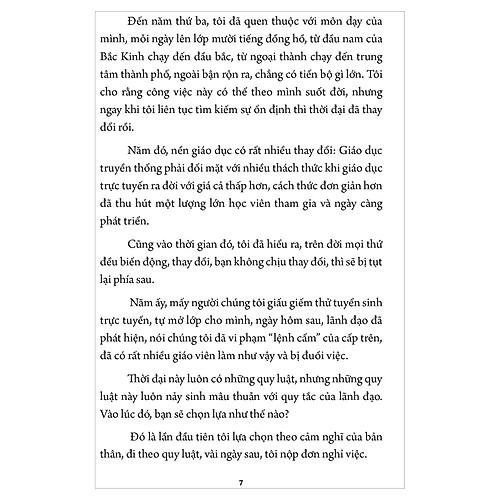 Đến năm thứ ba, tôi đã quen thuộc với môn dạy của
mình, mỗi ngày lên lớp mười tiếng đồng hồ, từ đầu nam của
Bắc Kinh chạy đến đầu bắc, từ ngoại thành chạy đến trung
tâm thành phố, ngoài bận rộn ra, chẳng có tiến bộ gì lớn. Tôi
cho rằng công việc này có thể theo mình suốt đời, nhưng
ngay khi tôi liên tục tìm kiếm sự ổn định thì thời đại đã thay
đổi rồi.
Năm đó, nền giáo dục có rất nhiều thay đổi: Giáo dục
truyền thống phải đối mặt với nhiều thách thức khi giáo dục
trực tuyến ra đời với giá cả thấp hơn, cách thức đơn giản hơn
đã thu hút một lượng lớn học viên tham gia và ngày càng
phát triển.
Cũng vào thời gian đó, tôi đã hiểu ra, trên đời mọi thứ
đều biến động, thay đổi, bạn không chịu thay đổi, thì sẽ bị tụt
lại phía sau.
Năm ấy, mấy người chúng tôi giấu giếm thử tuyển sinh
trực tuyến, tự mở lớp cho mình, ngày hôm sau, lãnh đạo đã
phát hiện, nói chúng tôi đã vi phạm “lệnh cấm” của cấp trên,
đã có rất nhiều giáo viên làm như vậy và bị đuổi việc.
Thời đại này luôn có những quy luật, nhưng những quy
luật này luôn nảy sinh mâu thuẫn với quy tắc của lãnh đạo.
Vào lúc đó, bạn sẽ chọn lựa như thế nào?
Đó là lần đầu tiên tôi lựa chọn theo cảm nghĩ của bản
thân, đi theo quy luật, vài ngày sau, tôi nộp đơn nghỉ việc.
7